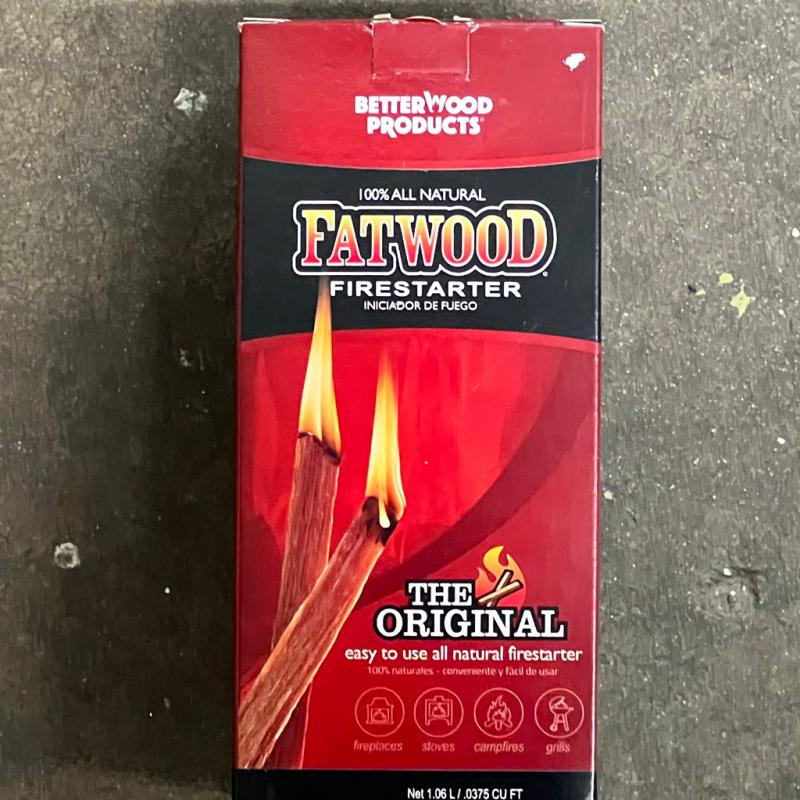 BETTERWOOD
PRODUCTS®
100% ALL NATURAL
FATWOOD®
FIRESTARTER
INICIADOR DE FUEGO
THE
ORIGINAL
easy to use all natural firestarter
100% naturales - conveniente y fácil de usar
fireplaces stoves campfires grills
Net 1.06 L / .0375 CU FT